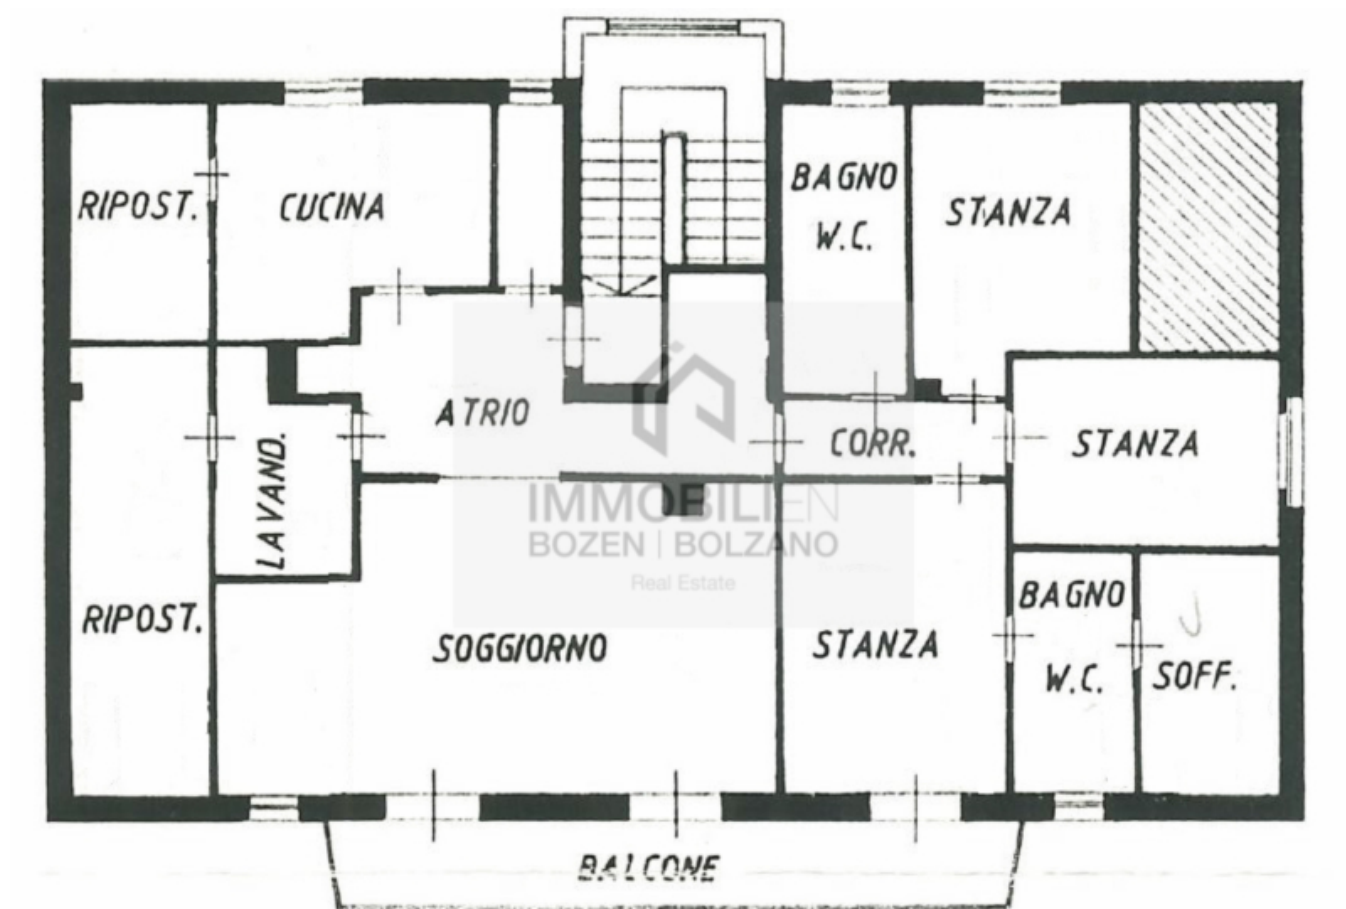 RIPOST.
CUCINA
BAGNO
W.C.
STANZA
ATRIO
CORR.
STANZA
LAVAND.
IMMOBILIEN
BOZEN | BOLZANO
Real Estate
RIPOST.
SOGGIORNO
STANZA
BAGNO
W.C.
SOFF.
BALCONE